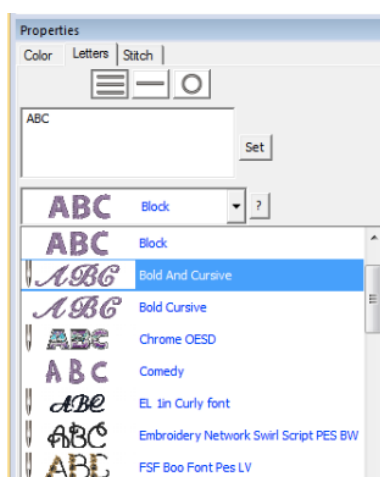 Properties
Color Letters Stitch
ABC
Set
ABC Block ?
ABC Block
ABC Bold And Cursive
ABC Bold Cursive
ABC Chrome OESD
ABC Comedy
ABC EL 1in Curly font
ABC Embroidery Network Swirl Script PES BW
ABC FSF Boo Font Pes LV